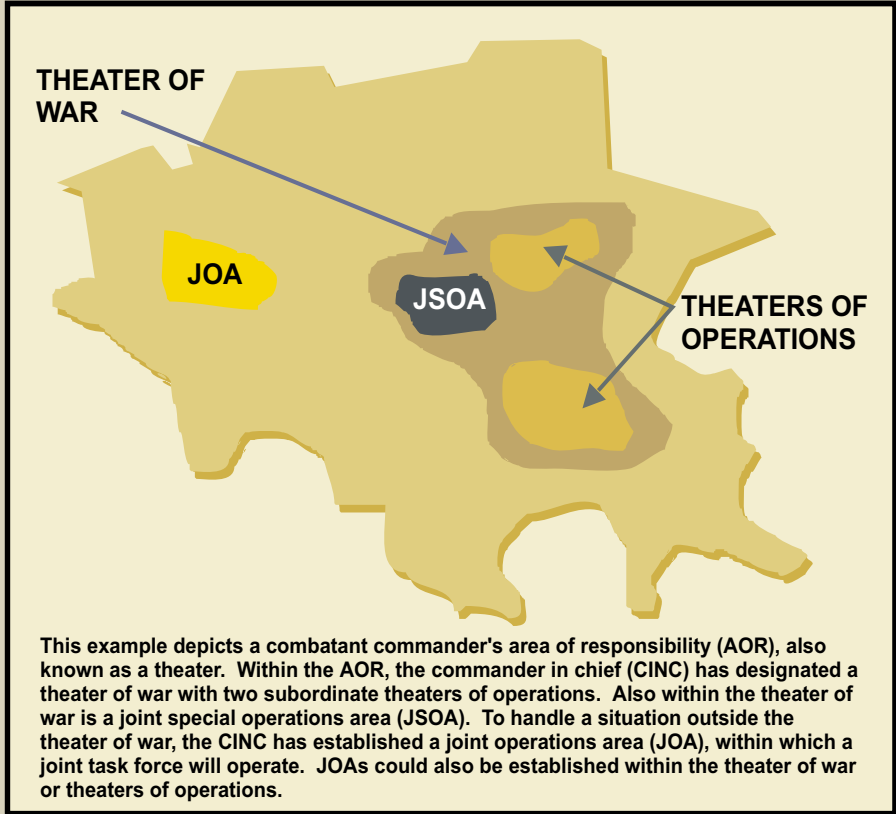 THEATER OF
WAR
JOA
JSOA
THEATERS OF
OPERATIONS
This example depicts a combatant commander's area of responsibility (AOR), also
known as a theater. Within the AOR, the commander in chief (CINC) has designated a
theater of war with two subordinate theaters of operations. Also within the theater of
war is a joint special operations area (JSOA). To handle a situation outside the
theater of war, the CINC has established a joint operations area (JOA), within which a
joint task force will operate. JOAs could also be established within the theater of war
or theaters of operations.